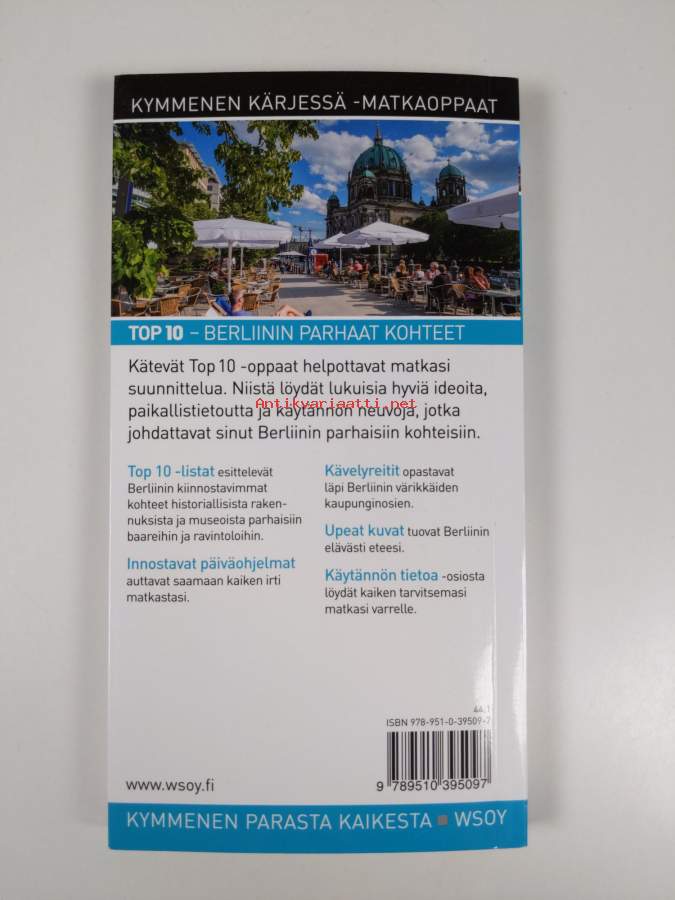 KYMMENEN KÄRJESSÄ -MATKAOPPAAT
TOP 10 – BERLIININ PARHAAT KOHTEET
Kätevät Top 10 -oppaat helpottavat matkasi
suunnittelua. Niistä löydät lukuisia hyviä ideoita,
paikallistietoutta ja käytännön neuvoja, jotka
johdattavat sinut Berliinin parhaisiin kohteisiin.
Antikvariaatti.net
Top 10 -listat esittelevät
Berliinin kiinnostavimmat
kohteet historiallisista raken-
nuksista ja museoista parhaisiin
baareihin ja ravintoloihin.
Innostavat päiväohjelmat
auttavat saamaan kaiken irti
matkastasi.
Kävelyreitit opastavat
läpi Berliinin värikkäiden
kaupunginosien.
Upeat kuvat tuovat Berliinin
elävästi eteesi.
Käytännön tietoa -osiosta
löydät kaiken tarvitsemasi
matkasi varrelle.
44.1
ISBN 978-951-0-39509-7
9 789510 395097
www.wsoy.fi
KYMMENEN PARASTA KAIKESTA ■ WSOY